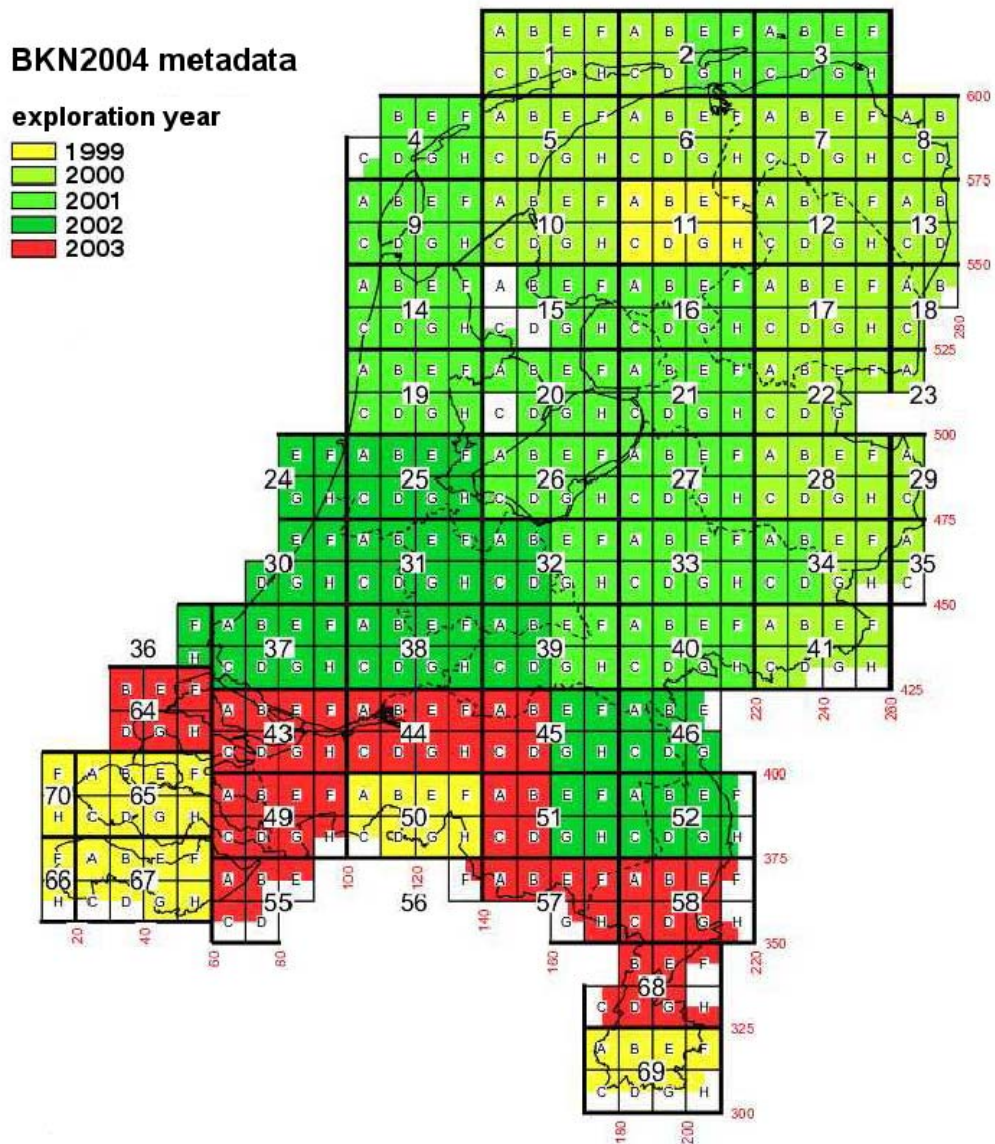 BKN2004 metadata
exploration year
1999
2000
2001
2002
2003
A B E F A B E F A B E F
1 2 3
C D G H C D G H C D G H
600
B E F A B E F A B E F A B E F A B
4 5 6 7 8
C D G H C D G H C D G H C D G H C D
575
A B E F A B E F A B E F A B E F A B
9 10 11 12 13
C D G H C D G H C D G H C D G H C D
550
A B E F A B E F A B E F A B E F A B
14 15 16 17 18
C D G H C D G H C D G H C D G H C
280
525
A B E F A B E F A B E F A B E F A
19 20 21 22 23
C D G H C D G H C D G H C D G
500
E F A B E F A B E F A B E F A B E F A
24 25 26 27 28 29
G H C D G H C D G H C D G H C D G H C
475
E F A B E F A B E F A B E F A B E F A
30 31 32 33 34 35
D G H C D G H C D G H C D G H C D G H C
450
F A B E F A B E F A B E F A B E F A B E F
36 37 38 39 40 41
H C D G H C D G H C D G H C D G H C D G H
425
220 240 260
B E F A B E F A B E F A B E F A B E
64 43 44 45 46
D G H C D G H C D G H C D G H C D G
400
F A B E F A B E F A B E F A B E F A B E F
70 65 49 50 51 52
H C D G H C D G H C D G H C D G H C D G H
375
F A B E F A B E F A B E F A B E F
66 67 55 100 120 56 57 58
H C D G H C D G H C D G H
140
350
20 40 60 80 160 220
B E F
68
C D G H
325
A B E F
69
C D G H
300
180 200